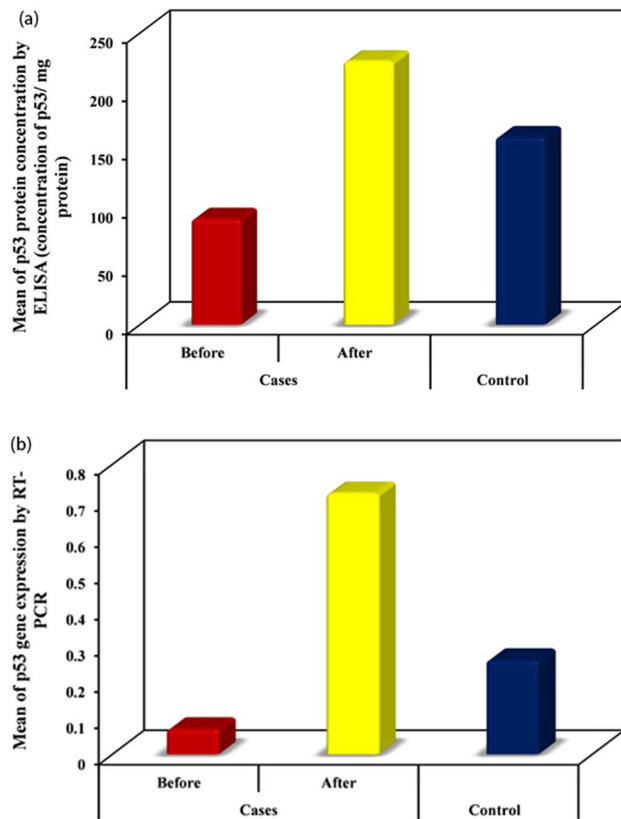 (a)
Mean of p53 protein concentration by
ELISA (concentration of p53/ mg
protein)
250
200
150
100
50
0
Before
After
Cases
Control
(b)
Mean of p53 gene expression by RT-
PCR
0.8
0.7
0.6
0.5
0.4
0.3
0.2
0.1
0
Before
After
Cases
Control